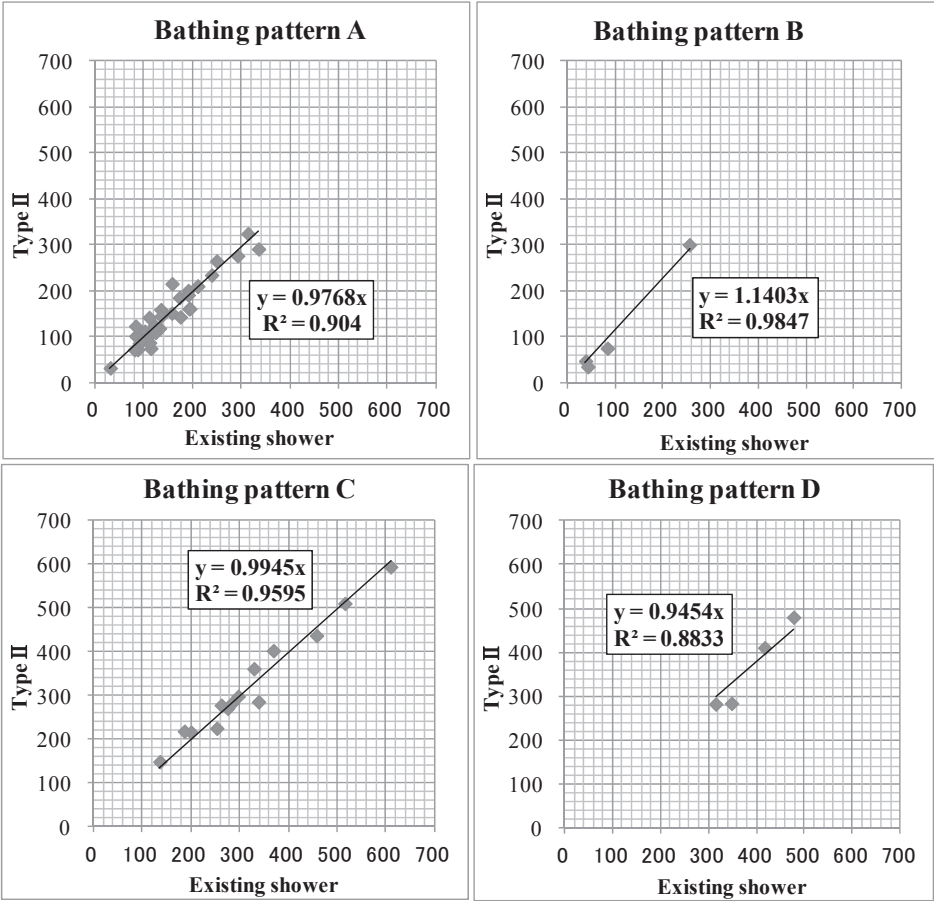 Bathing pattern A
700
600
500
400
300
200
100
0
Type Ⅱ
y = 0.9768x
R² = 0.904
0 100 200 300 400 500 600 700
Existing shower
Bathing pattern B
700
600
500
400
300
200
100
0
Type Ⅱ
y = 1.1403x
R² = 0.9847
0 100 200 300 400 500 600 700
Existing shower
Bathing pattern C
700
600
500
400
300
200
100
0
Type Ⅱ
y = 0.9945x
R² = 0.9595
0 100 200 300 400 500 600 700
Existing shower
Bathing pattern D
700
600
500
400
300
200
100
0
Type Ⅱ
y = 0.9454x
R² = 0.8833
0 100 200 300 400 500 600 700
Existing shower